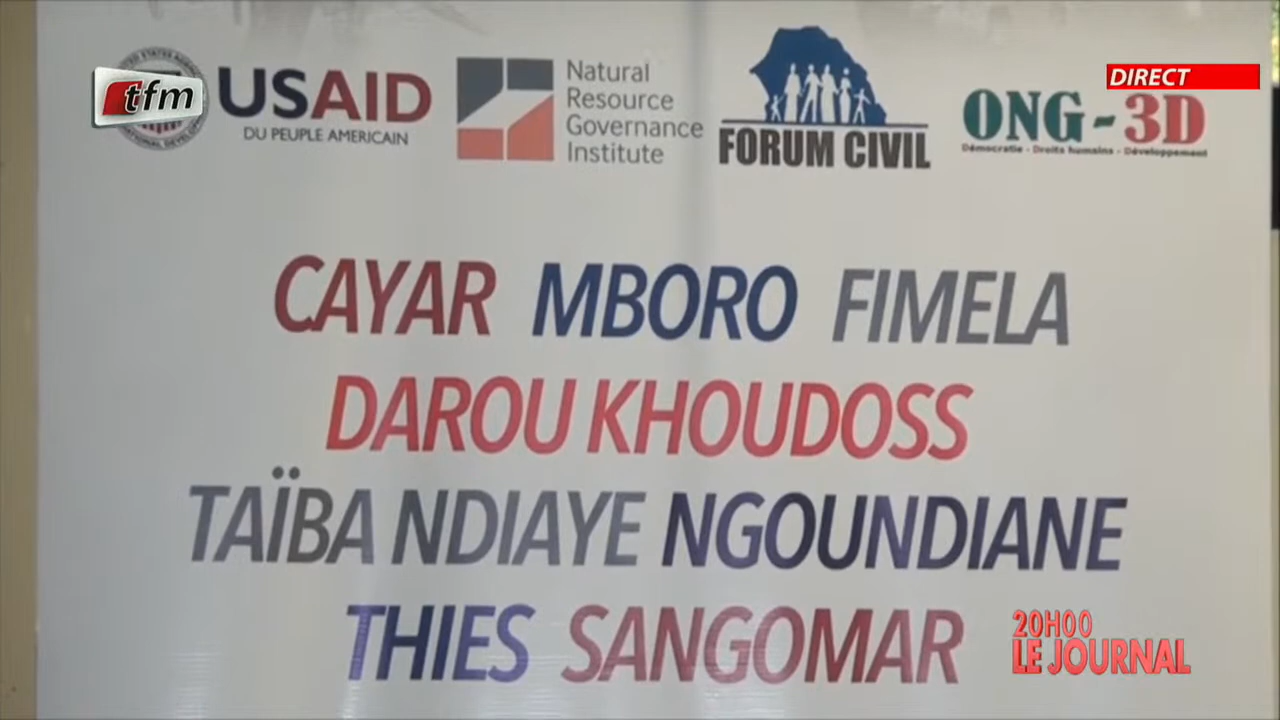 tfm
USAID
DU PEUPLE AMERICAIN
Natural
Resource
Governance
Institute
FORUM CIVIL
ONG-3D
Démocratie - Droits humains - Développement
DIRECT
CAYAR MBORO FIMELA
DAROU KHOUDOSS
TAÏBA NDIAYE NGOUNDIANE
THIES SANGOMAR
20H00
LE JOURNAL